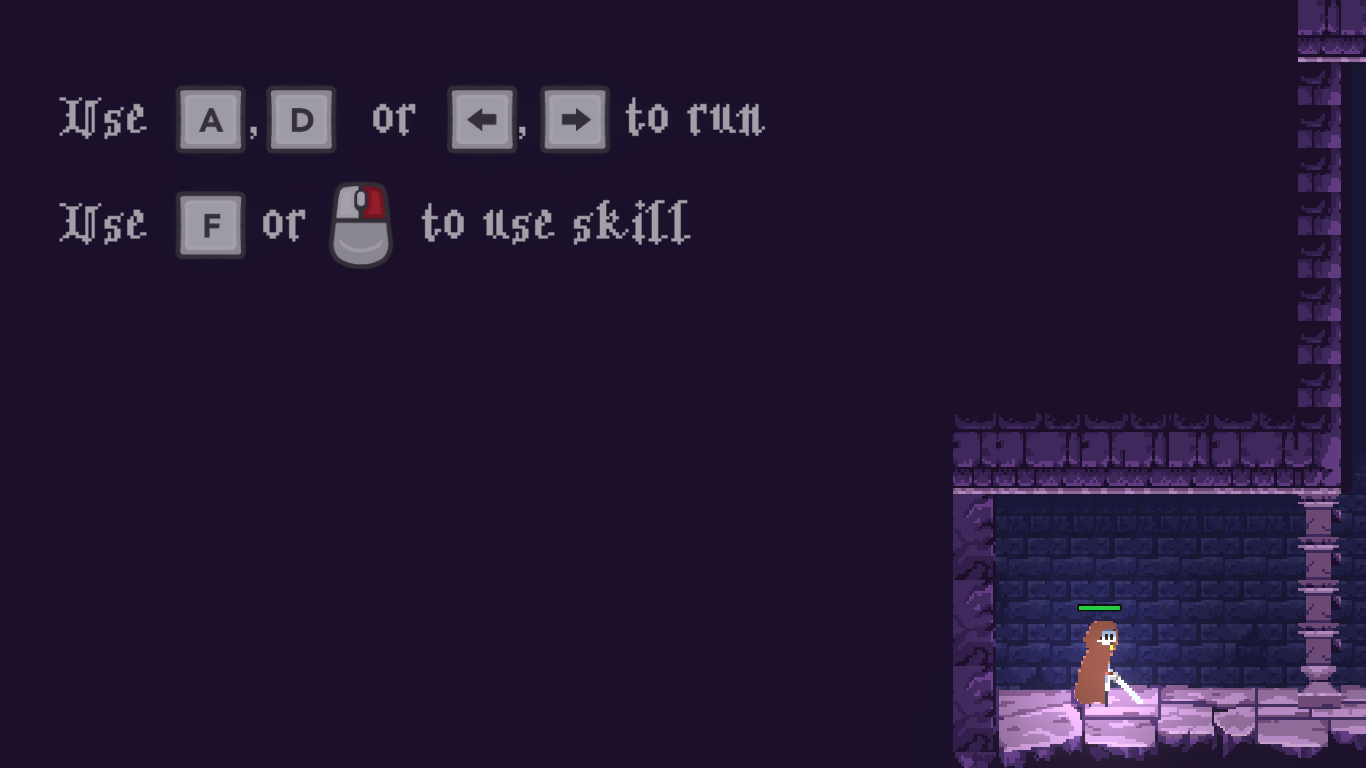 Use A, D or ←, → to run
Use F or to use skill